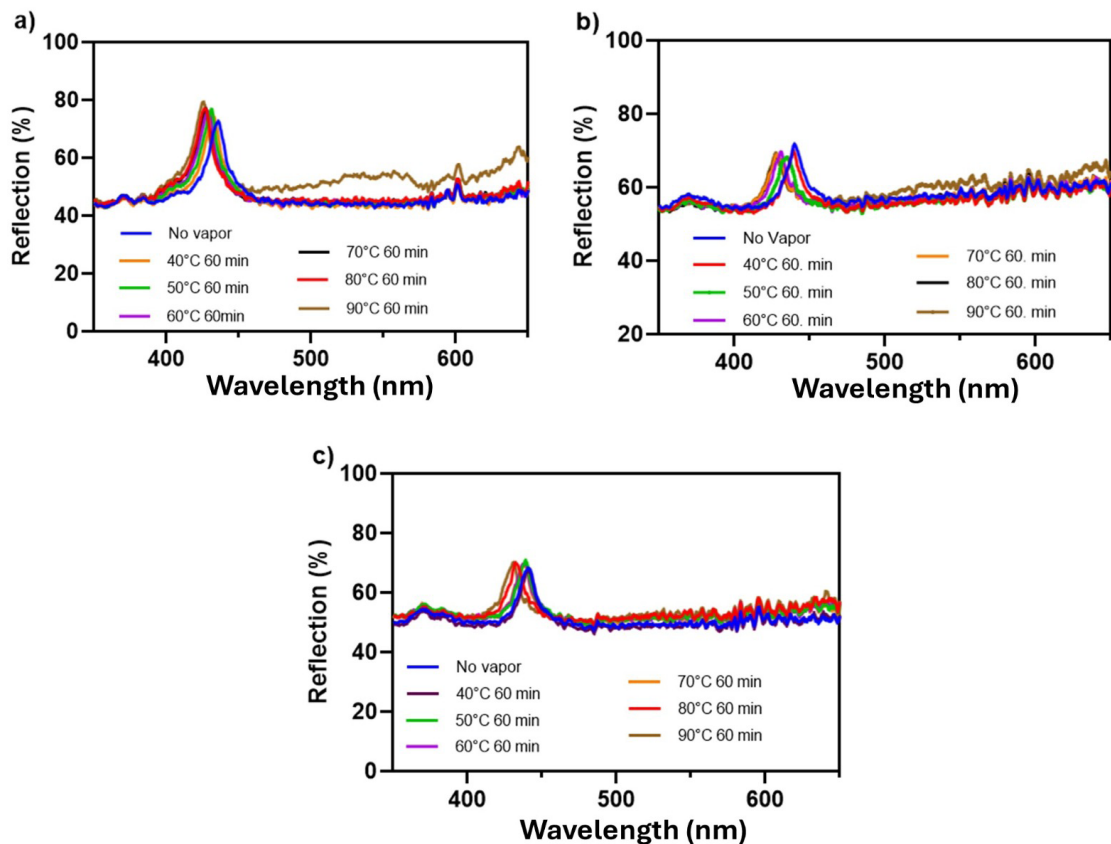 a)
100
80
60
40
20
0
Reflection (%)
No vapor
40°C 60 min
50°C 60 min
60°C 60min
70°C 60 min
80°C 60 min
90°C 60 min
400
500
600
Wavelength (nm)
b)
100
80
60
40
20
Reflection (%)
No Vapor
40°C 60. min
50°C 60. min
60°C 60. min
70°C 60. min
80°C 60. min
90°C 60. min
400
500
600
Wavelength (nm)
c)
100
80
60
40
20
0
Reflection (%)
No vapor
40°C 60 min
50°C 60 min
60°C 60 min
70°C 60 min
80°C 60 min
90°C 60 min
400
500
600
Wavelength (nm)